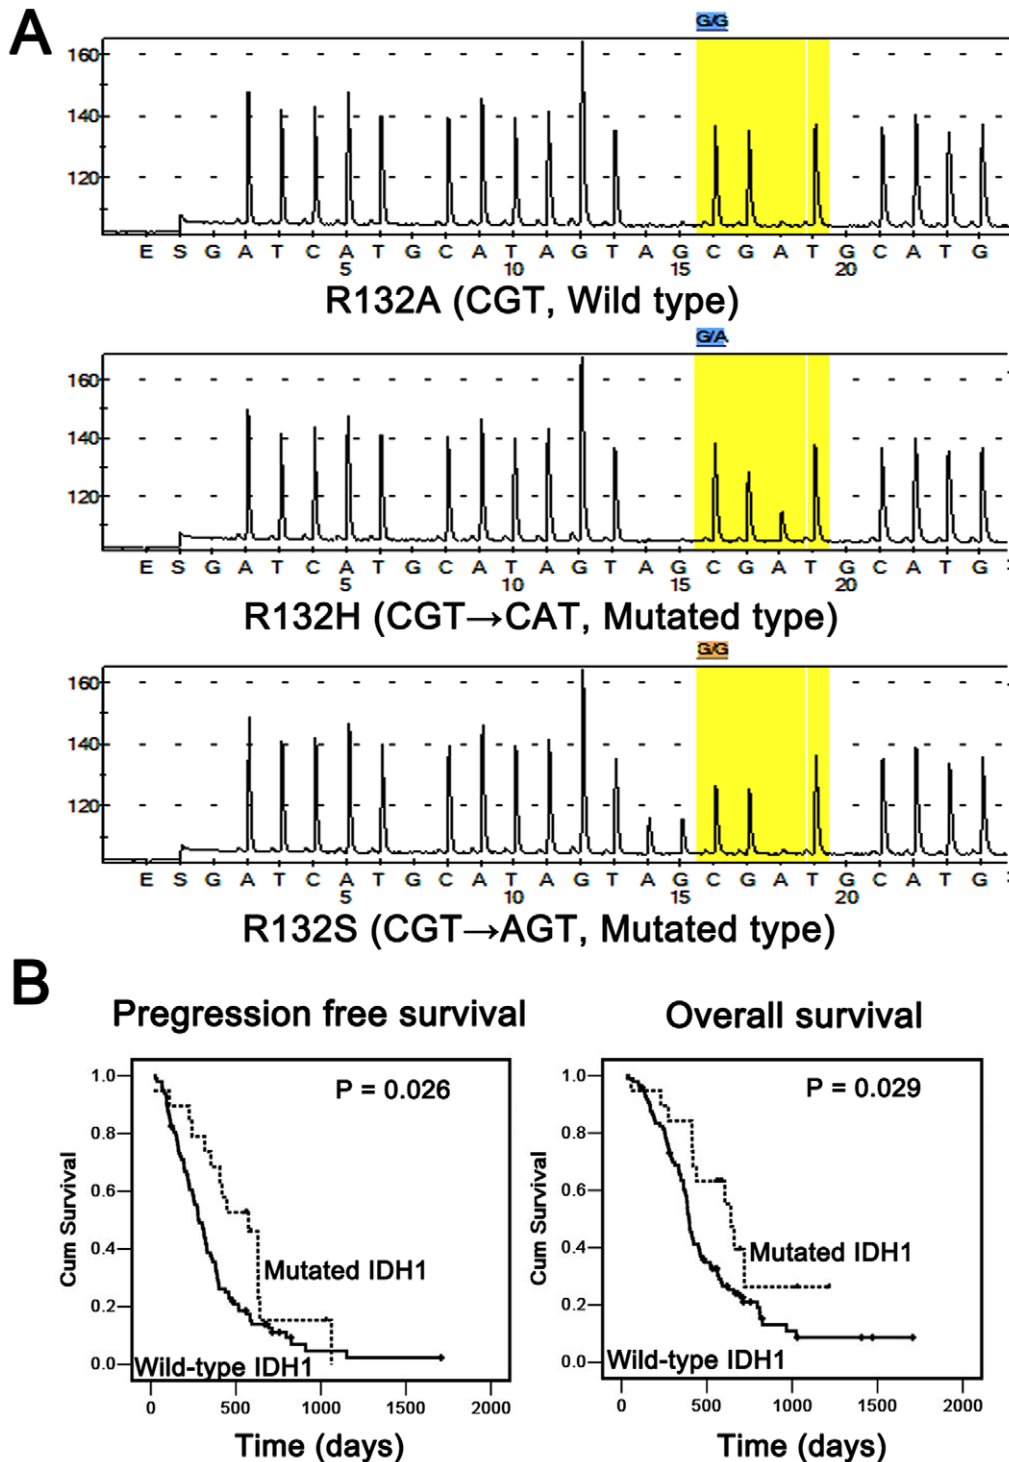 A
G/G
160
140
120
E S G A T C A T G C A T A G T A G C G A T G C A T G
5 10 15 20
R132A (CGT, Wild type)
G/A
160
140
120
E S G A T C A T G C A T A G T A G C G A T G C A T G
5 10 15 20
R132H (CGT→CAT, Mutated type)
G/G
160
140
120
E S G A T C A T G C A T A G T A G C G A T G C A T G
5 10 15 20
R132S (CGT→AGT, Mutated type)
B
Pregression free survival
P = 0.026
Cum Survival
1.0
0.8
0.6
0.4
0.2
0.0
Mutated IDH1
Wild-type IDH1
0 500 1000 1500 2000
Time (days)
Overall survival
P = 0.029
Cum Survival
1.0
0.8
0.6
0.4
0.2
0.0
Mutated IDH1
Wild-type IDH1
0 500 1000 1500 2000
Time (days)